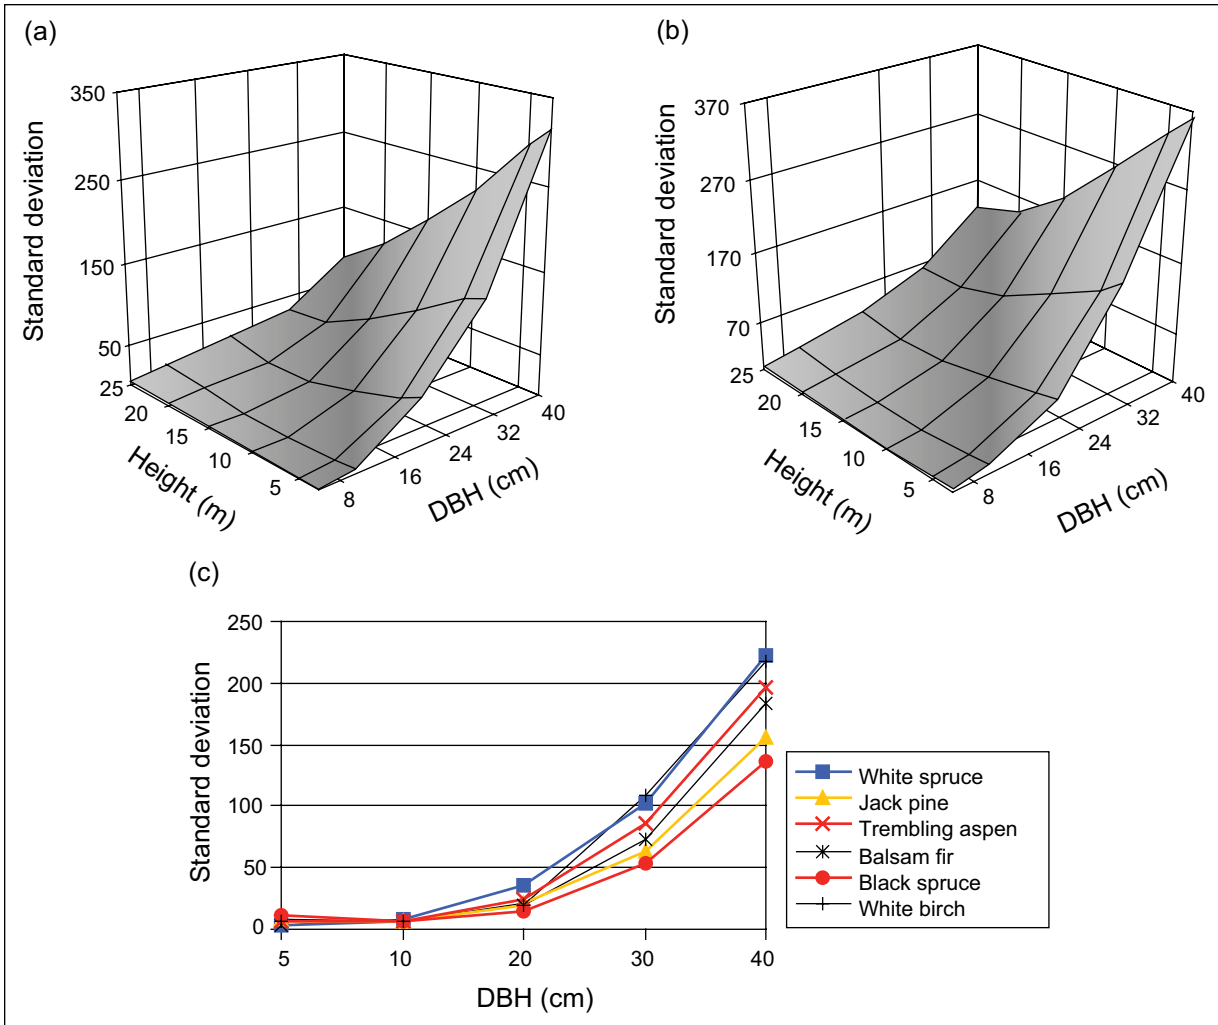 (a)
Standard deviation
350
250
150
50
25
20
15
10
5
Height (m)
8
16
24
32
40
DBH (cm)
(b)
Standard deviation
370
270
170
70
25
20
15
10
5
Height (m)
8
16
24
32
40
DBH (cm)
(c)
Standard deviation
250
200
150
100
50
0
5
10
20
30
40
DBH (cm)
White spruce
Jack pine
Trembling aspen
Balsam fir
Black spruce
White birch